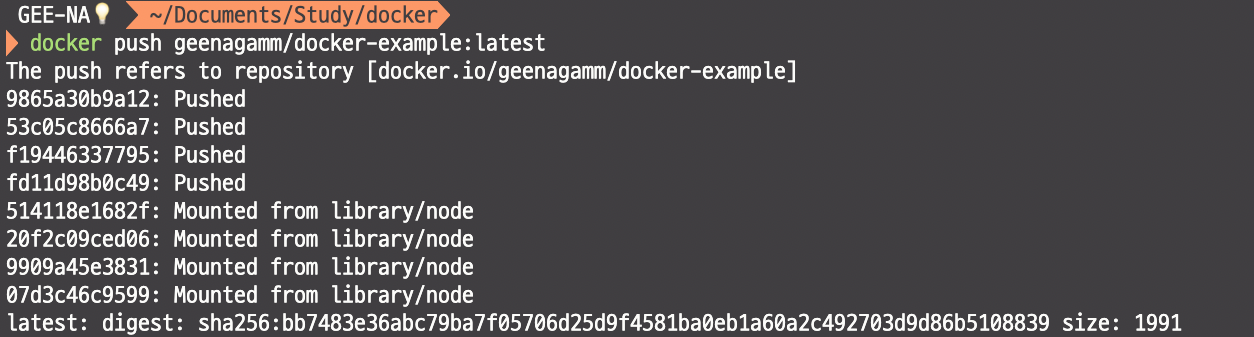 GEE-NA💡 ~/Documents/Study/docker
docker push geenagamm/docker-example:latest
The push refers to repository [docker.io/geenagamm/docker-example]
9865a30b9a12: Pushed
53c05c8666a7: Pushed
f19446337795: Pushed
fd11d98b0c49: Pushed
514118e1682f: Mounted from library/node
20f2c09ced06: Mounted from library/node
9909a45e3831: Mounted from library/node
07d3c46c9599: Mounted from library/node
latest: digest: sha256:bb7483e36abc79ba7f05706d25d9f4581ba0eb1a60a2c492703d9d86b5108839 size: 1991